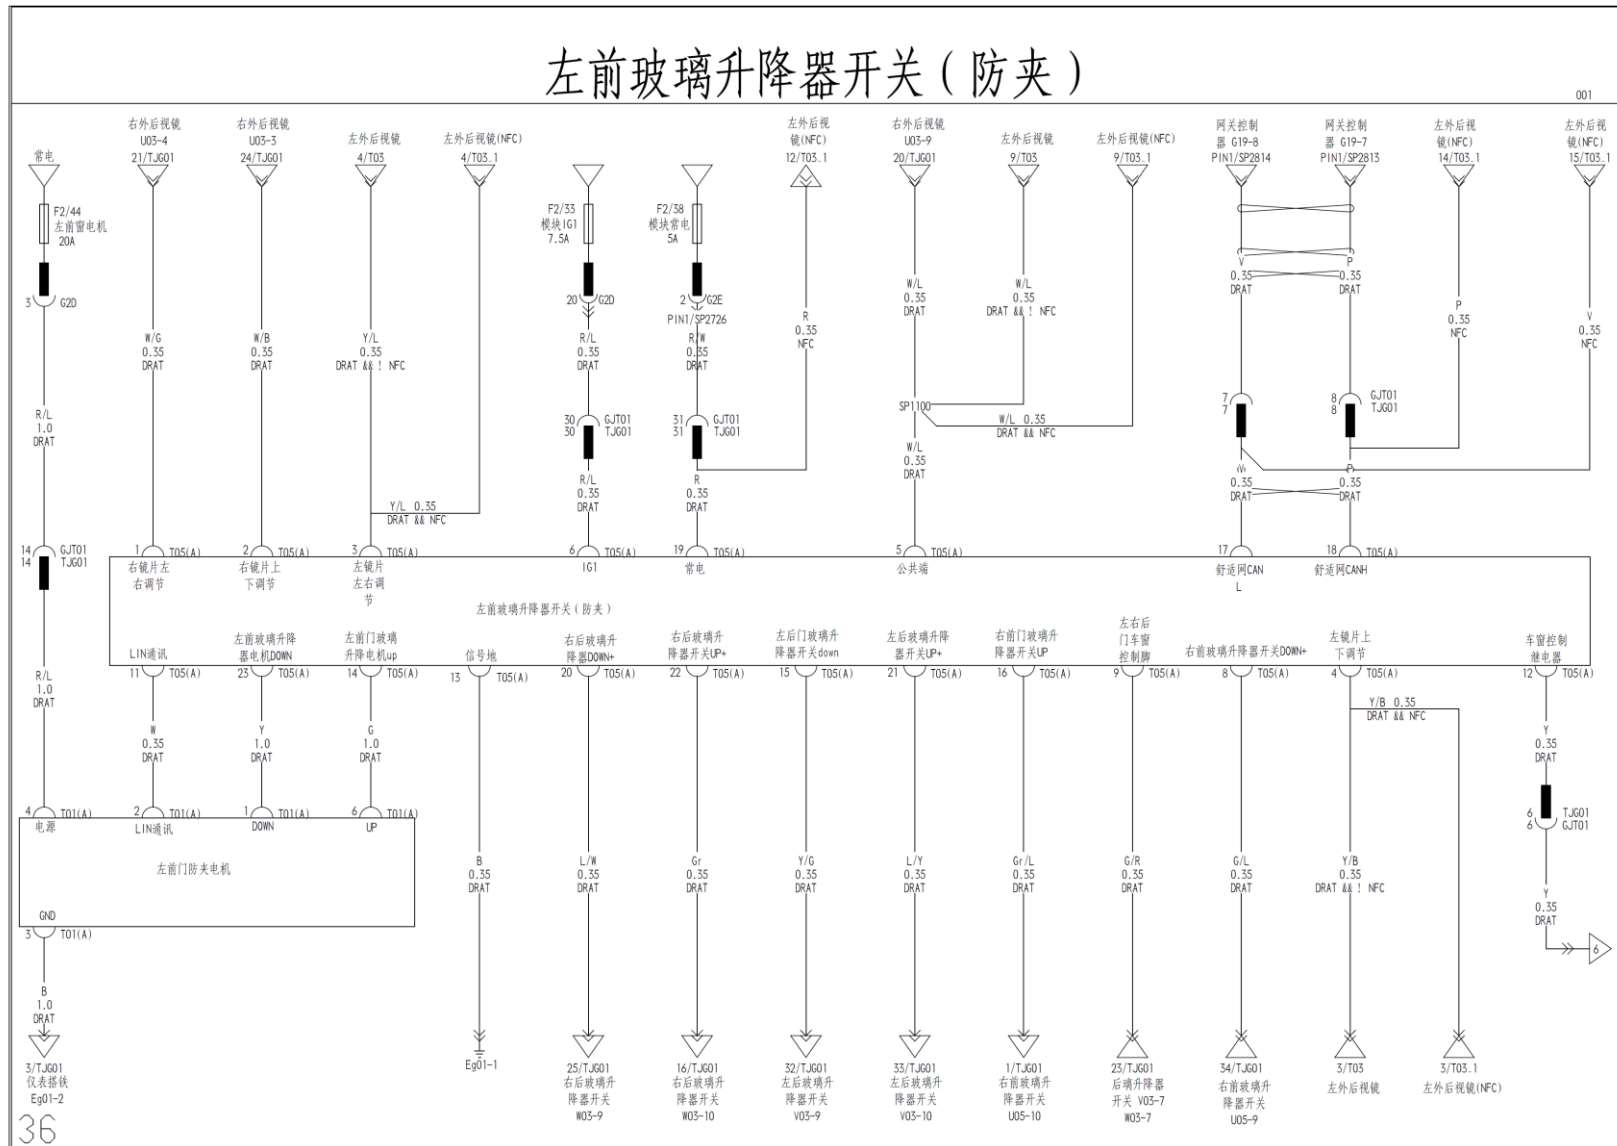 左前玻璃升降器开关(防夹)
001
常电
右外后视镜
U03-4
21/TJG01
右外后视镜
U03-3
24/TJG01
左外后视镜
4/T03
左外后视镜(NFC)
4/T03_1
左外后视
镜(NFC)
12/T03_1
右外后视镜
U03-9
20/TJG01
左外后视镜
9/T03
左外后视镜(NFC)
9/T03_1
网关控制
器 G19-8
PIN1/SP2814
网关控制
器 G19-7
PIN1/SP2813
左外后视
镜(NFC)
14/T03_1
左外后视
镜(NFC)
15/T03_1
F2/44
左前窗电机
20A
F2/33
模块IG1
7.5A
F2/38
模块常电
5A
3 G2D
20 G2D
2 G2E
PIN1/SP2726
V
0.35
DRAT
P
0.35
DRAT
W/G
0.35
DRAT
W/B
0.35
DRAT
Y/L
0.35
DRAT && ! NFC
R/L
0.35
DRAT
R/W
0.35
DRAT
R
0.35
NFC
W/L
0.35
DRAT
W/L
0.35
DRAT && ! NFC
P
0.35
NFC
V
0.35
NFC
R/L
1.0
DRAT
30 GJT01
30 TJG01
31 GJT01
31 TJG01
SP1100
W/L 0.35
DRAT && NFC
7
7
8 GJT01
8 TJG01
R/L
0.35
DRAT
R
0.35
DRAT
W/L
0.35
DRAT
V
0.35
DRAT
P
0.35
DRAT
Y/L 0.35
DRAT && NFC
14 GJT01
14 TJG01
1 T05(A)
右镜片左
右调节
2 T05(A)
右镜片上
下调节
3 T05(A)
左镜片
左右调
节
6 T05(A)
IG1
19 T05(A)
常电
5 T05(A)
公共端
17
舒适网CAN
L
18 T05(A)
舒适网CANH
左前玻璃升降器开关(防夹)
LIN通讯
11 T05(A)
左前玻璃升降
器电机DOWN
23 T05(A)
左前门玻璃
升降电机up
14 T05(A)
信号地
13 T05(A)
右后玻璃升
降器DOWN+
20 T05(A)
右后玻璃升
降器开关UP+
22 T05(A)
左后门玻璃升
降器开关down
15 T05(A)
左后玻璃升降
器开关UP+
21 T05(A)
右前门玻璃升
降器开关UP
16 T05(A)
左右后
门车窗
控制脚
9 T05(A)
右前玻璃升降器开关DOWN+
8 T05(A)
左镜片上
下调节
4 T05(A)
车窗控制
继电器
12 T05(A)
R/L
1.0
DRAT
W
0.35
DRAT
Y
1.0
DRAT
G
1.0
DRAT
Y/B 0.35
DRAT && NFC
Y
0.35
DRAT
4 T01(A)
电源
2 T01(A)
LIN通讯
1 T01(A)
DOWN
6 T01(A)
UP
左前门防夹电机
GND
3 T01(A)
6 TJG01
6 GJT01
B
0.35
DRAT
L/W
0.35
DRAT
Gr
0.35
DRAT
Y/G
0.35
DRAT
L/Y
0.35
DRAT
Gr/L
0.35
DRAT
G/R
0.35
DRAT
G/L
0.35
DRAT
Y/B
0.35
DRAT && ! NFC
Y
0.35
DRAT
6
B
1.0
DRAT
3/TJG01
仪表搭铁
Eg01-2
Eg01-1
25/TJG01
右后玻璃升
降器开关
W03-9
16/TJG01
右后玻璃升
降器开关
W03-10
32/TJG01
左后玻璃升
降器开关
V03-9
33/TJG01
左后玻璃升
降器开关
V03-10
1/TJG01
右前玻璃升
降器开关
U05-10
23/TJG01
后璃升降器
开关 V03-7
W03-7
34/TJG01
右前玻璃升
降器开关
U05-9
3/T03
左外后视镜
3/T03_1
左外后视镜(NFC)
36